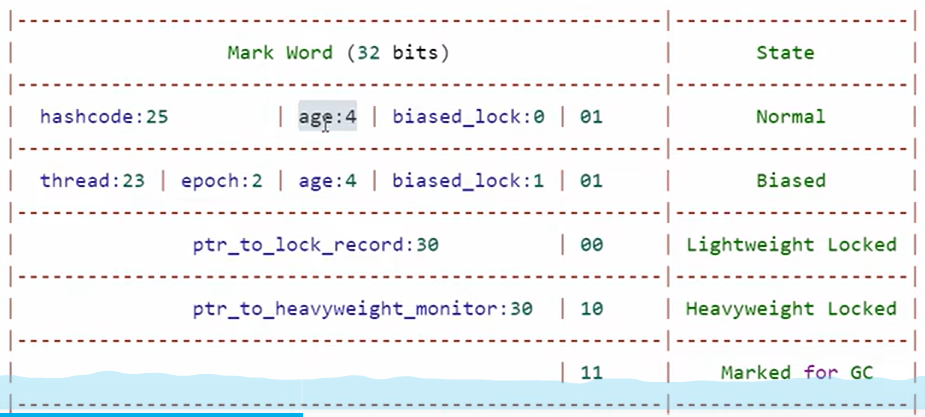 |-------------------------------------------------------|--------------------|
| Mark Word (32 bits) | State |
|-------------------------------------------------------|--------------------|
| hashcode:25 | age:4 | biased_lock:0 | 01 | Normal |
|-------------------------------------------------------|--------------------|
| thread:23 | epoch:2 | age:4 | biased_lock:1 | 01 | Biased |
|-------------------------------------------------------|--------------------|
| ptr_to_lock_record:30 | 00 | Lightweight Locked |
|-------------------------------------------------------|--------------------|
| ptr_to_heavyweight_monitor:30 | 10 | Heavyweight Locked |
|-------------------------------------------------------|--------------------|
| | 11 | Marked for GC |
|-------------------------------------------------------|--------------------|